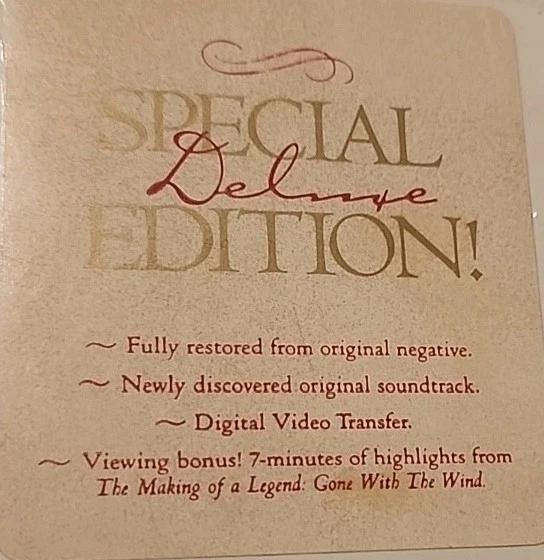 SPECIAL
Deluxe
EDITION!
~ Fully restored from original negative.
~ Newly discovered original soundtrack.
~ Digital Video Transfer.
~ Viewing bonus! 7-minutes of highlights from
The Making of a Legend: Gone With The Wind.